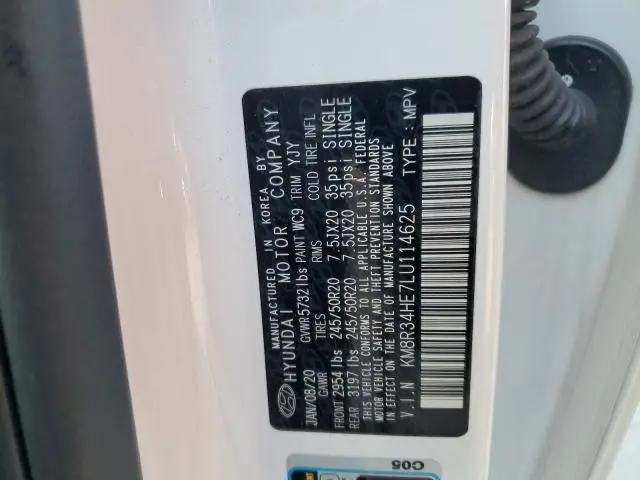 MANUFACTURED IN KOREA BY
HYUNDAI MOTOR COMPANY
JAN/08/20 GVWR 5732 lbs PAINT WC9 TRIM YJY
GAWR TIRES RIMS COLD TIRE INFL
FRONT 2954 lbs 245/50R20 7.5JX20 35psi SINGLE
REAR 3197 lbs 245/50R20 7.5JX20 35psi SINGLE
THIS VEHICLE CONFORMS TO ALL APPLICABLE U.S.A. FEDERAL
MOTOR VEHICLE SAFETY AND THEFT PREVENTION STANDARDS
IN EFFECT ON THE DATE OF MANUFACTURE SHOWN ABOVE
V.I.N KM8R34HE7LU114625 TYPE : MPV
C05